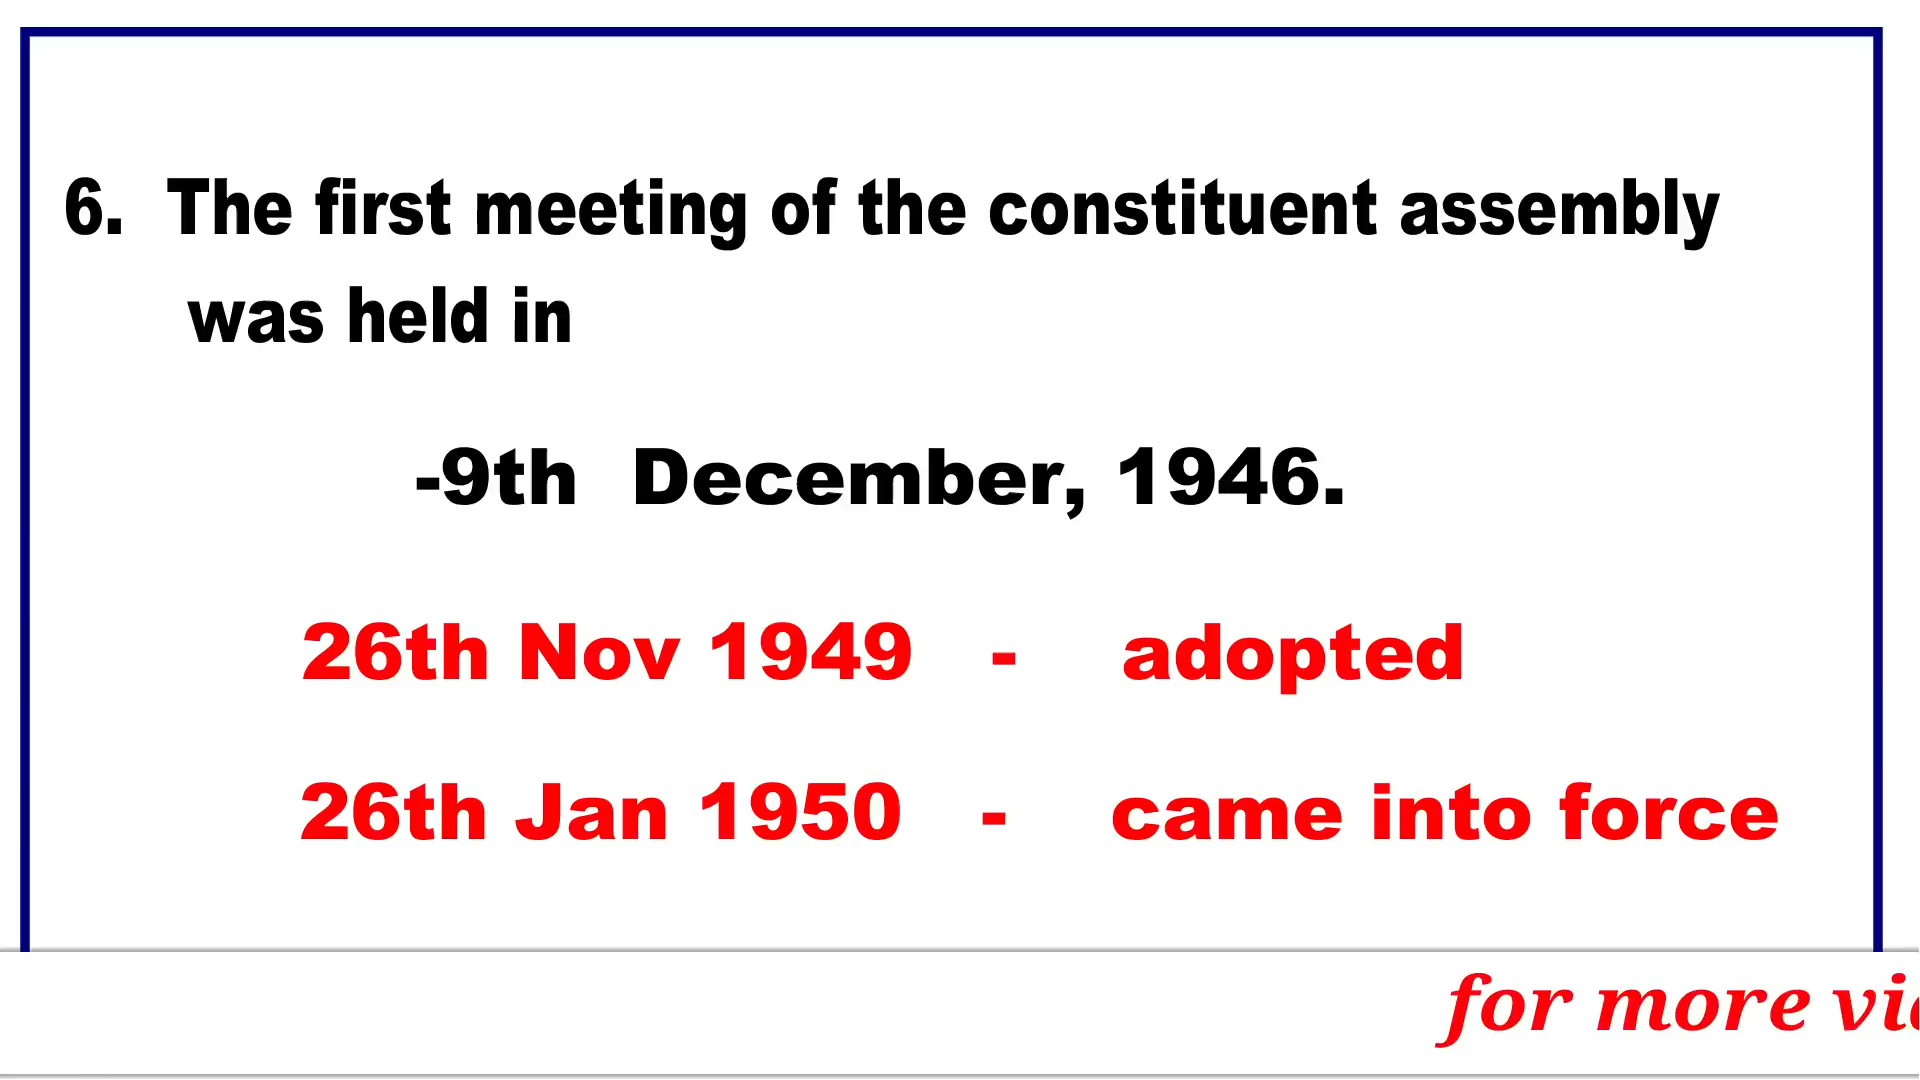 6. The first meeting of the constituent assembly
was held in
-9th December, 1946.
26th Nov 1949 - adopted
26th Jan 1950 - came into force
for more